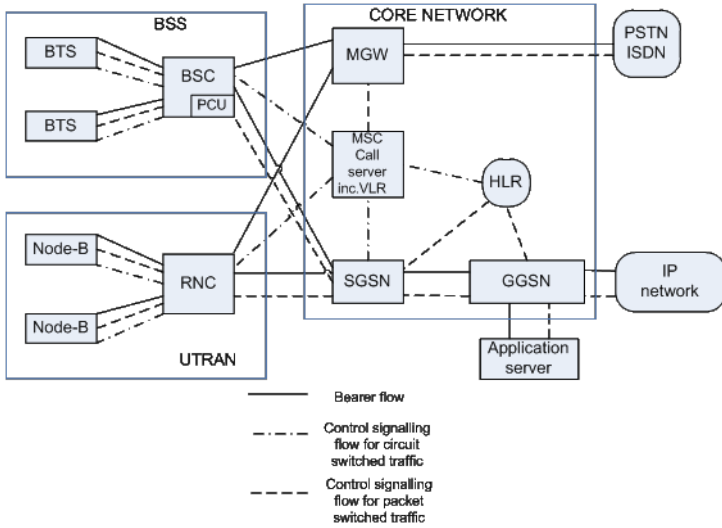 BSS
CORE NETWORK
BTS
BSC
PCU
BTS
MGW
PSTN
ISDN
MSC
Call
server
inc.VLR
HLR
Node-B
RNC
Node-B
UTRAN
SGSN
GGSN
IP
network
Application
server
Bearer flow
Control signalling
flow for circuit
switched traffic
Control signalling
flow for packet
switched traffic